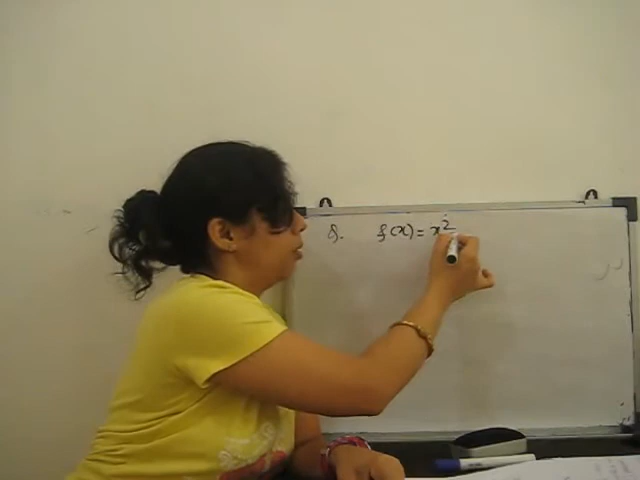 Q. f(x) = x²